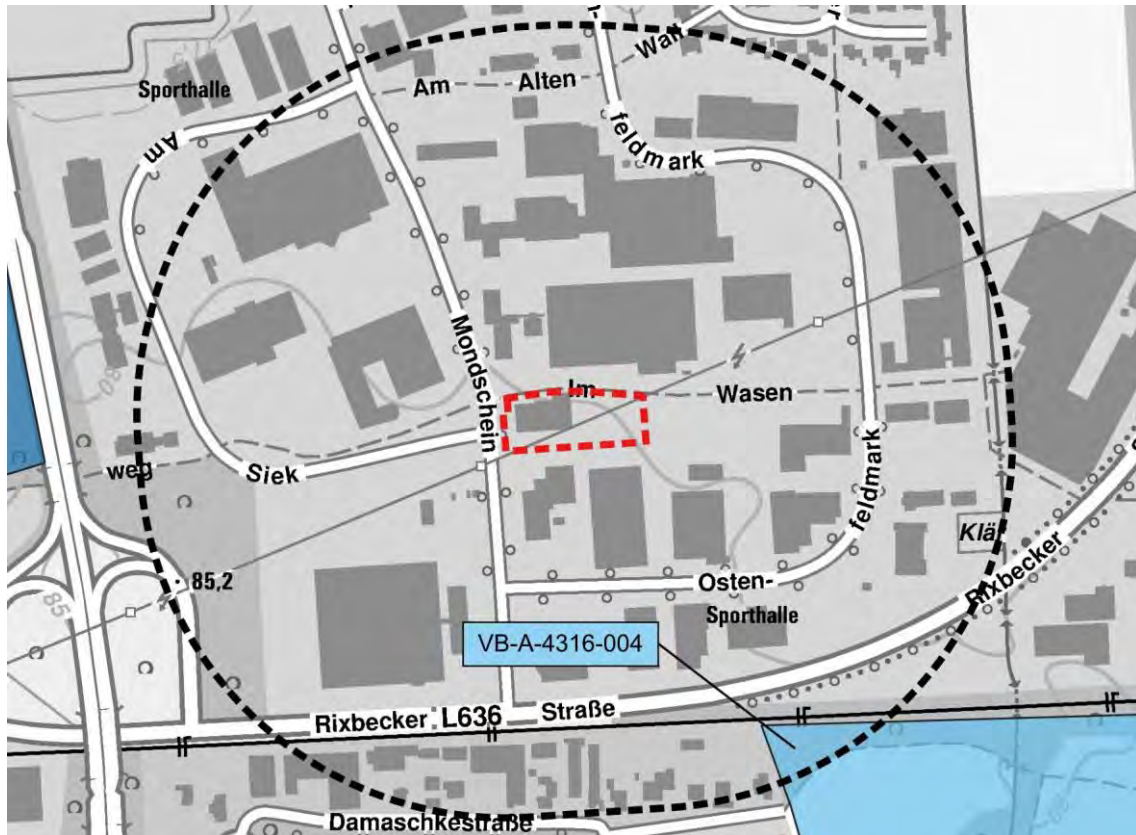 Sporthalle
Am
Alten
Wall
Am
feldmark
Mondschein
Im
Wasen
weg
Siek
feldmark
Klä
85,2
Osten-
Sporthalle
Rixbecker
VB-A-4316-004
Rixbecker L636 Straße
Damaschkestraße
80
85